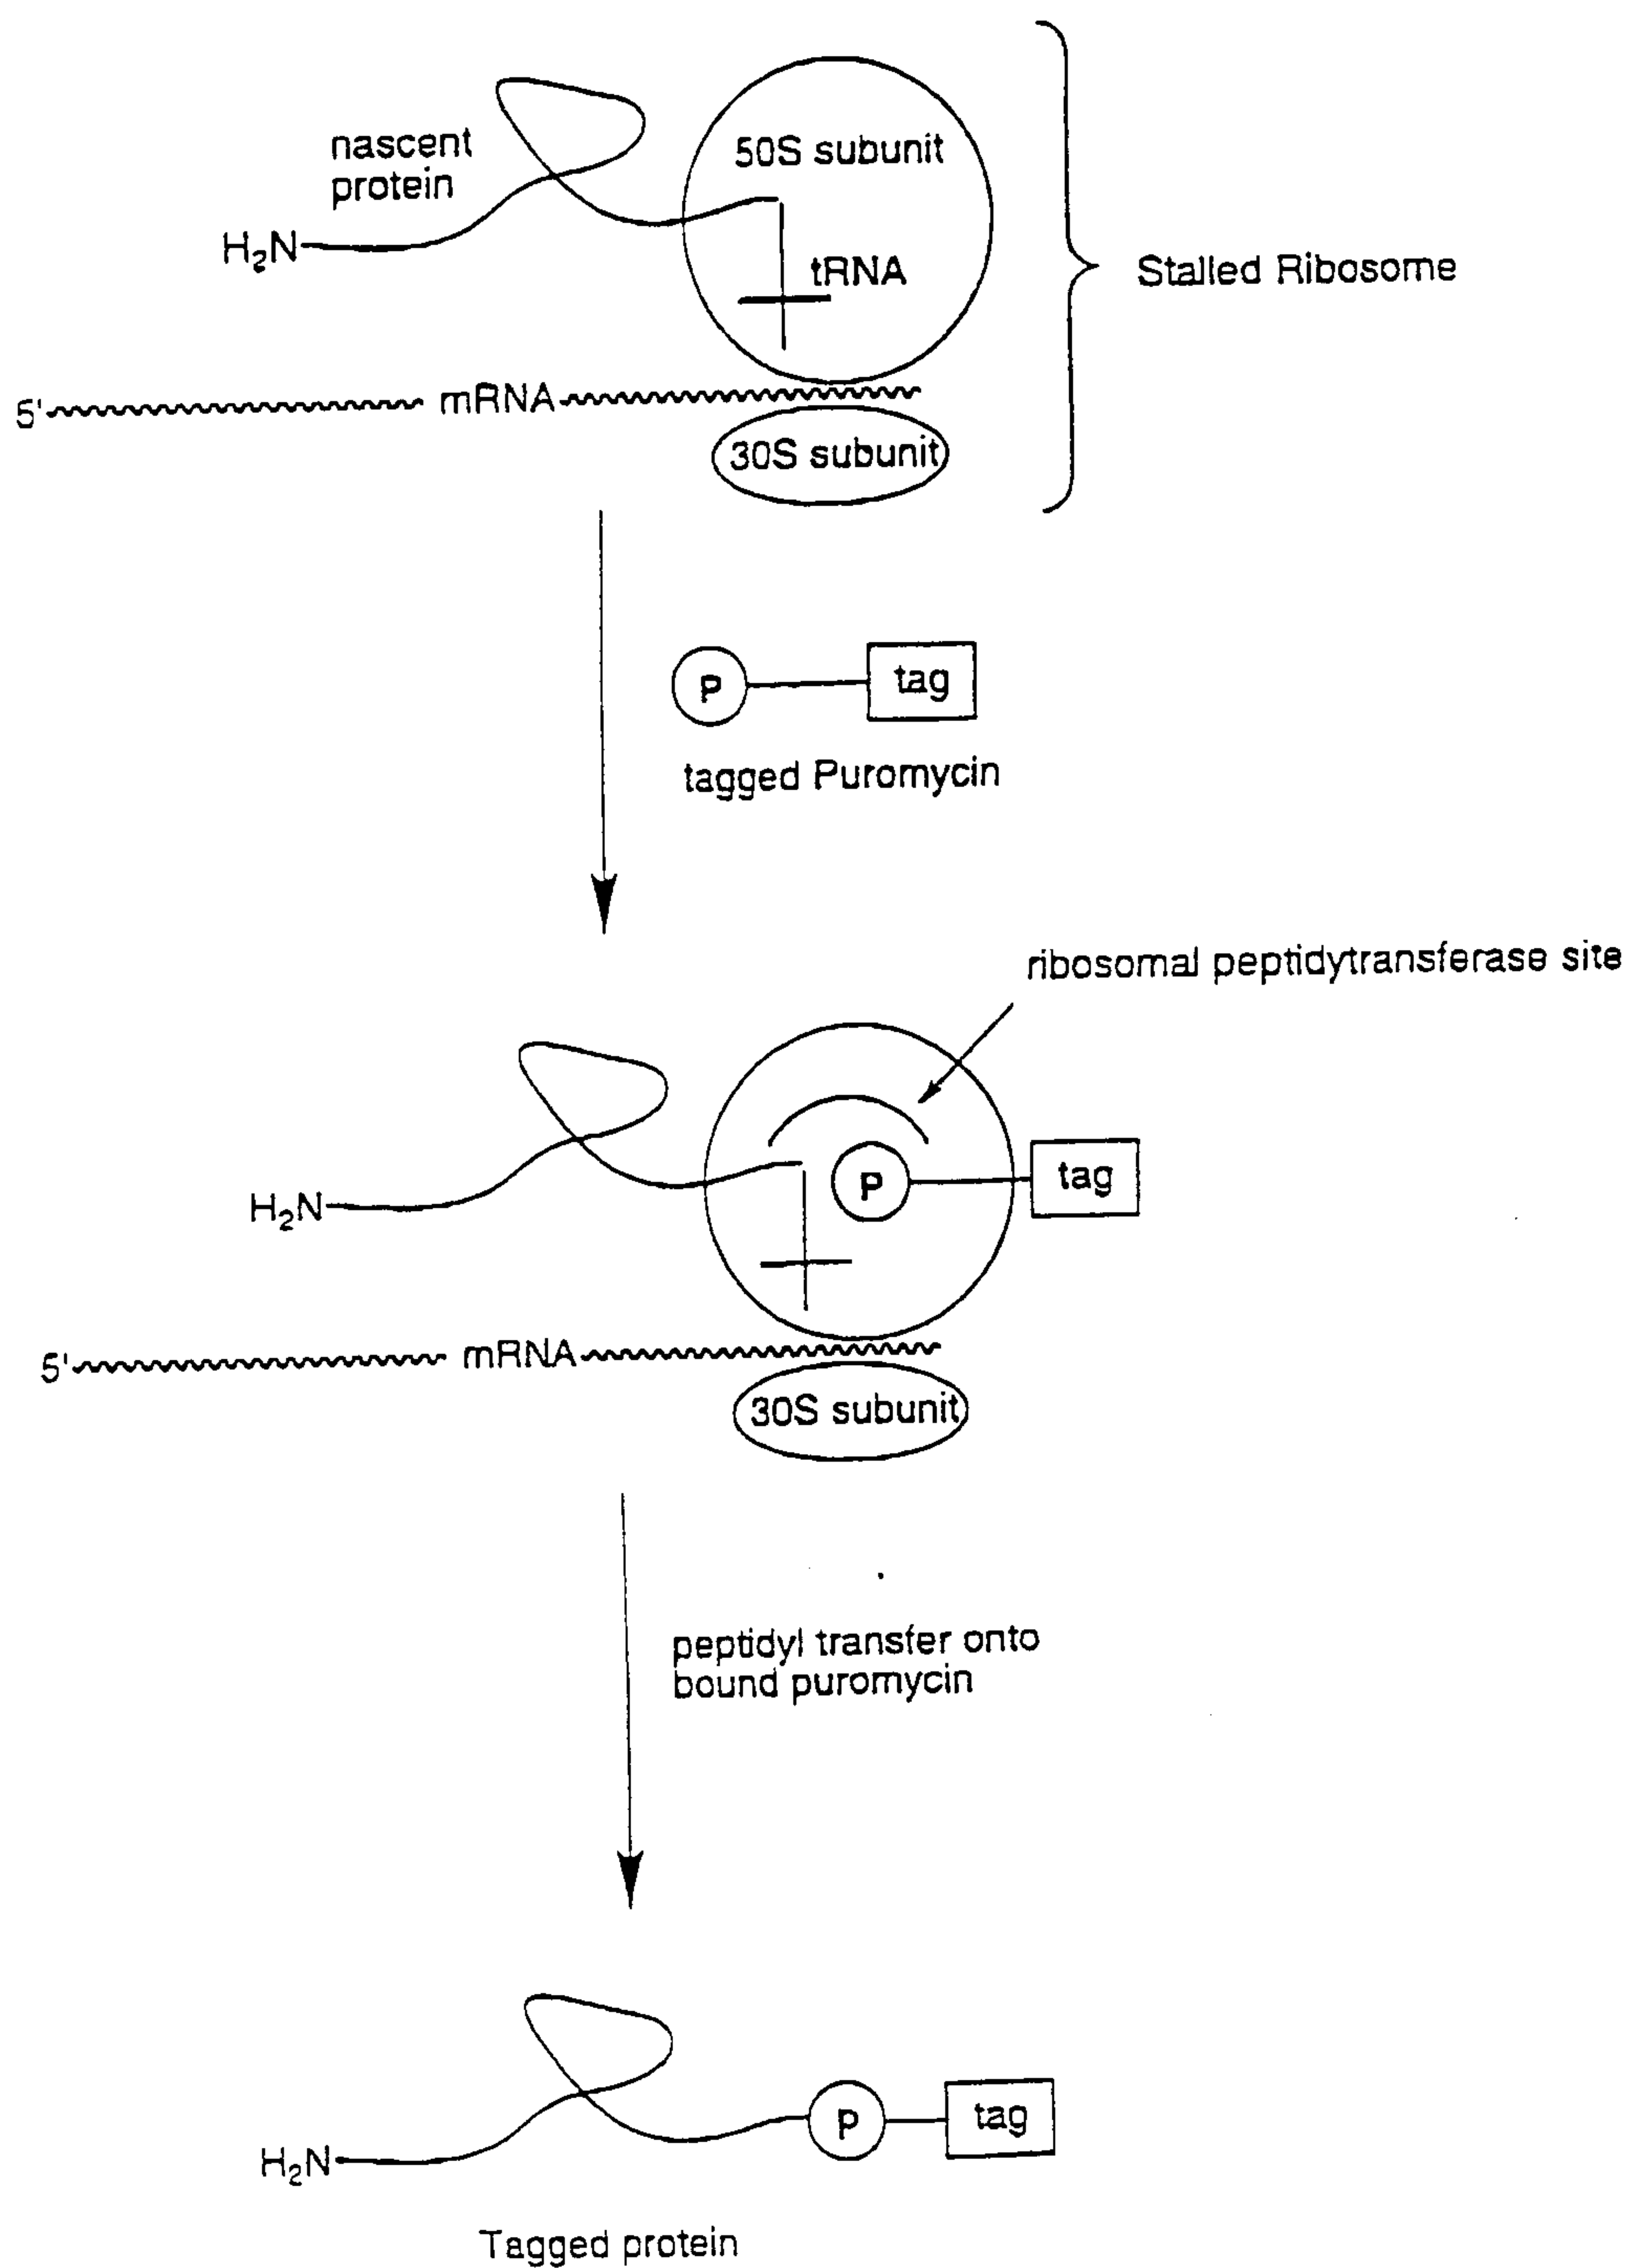 nascent
protein
50S subunit
H₂N
tRNA
Stalled Ribosome
5'
mRNA
30S subunit
P
tag
tagged Puromycin
ribosomal peptidytransferase site
P
tag
H₂N
5'
mRNA
30S subunit
peptidyl transfer onto
bound puromycin
P
tag
H₂N
Tagged protein